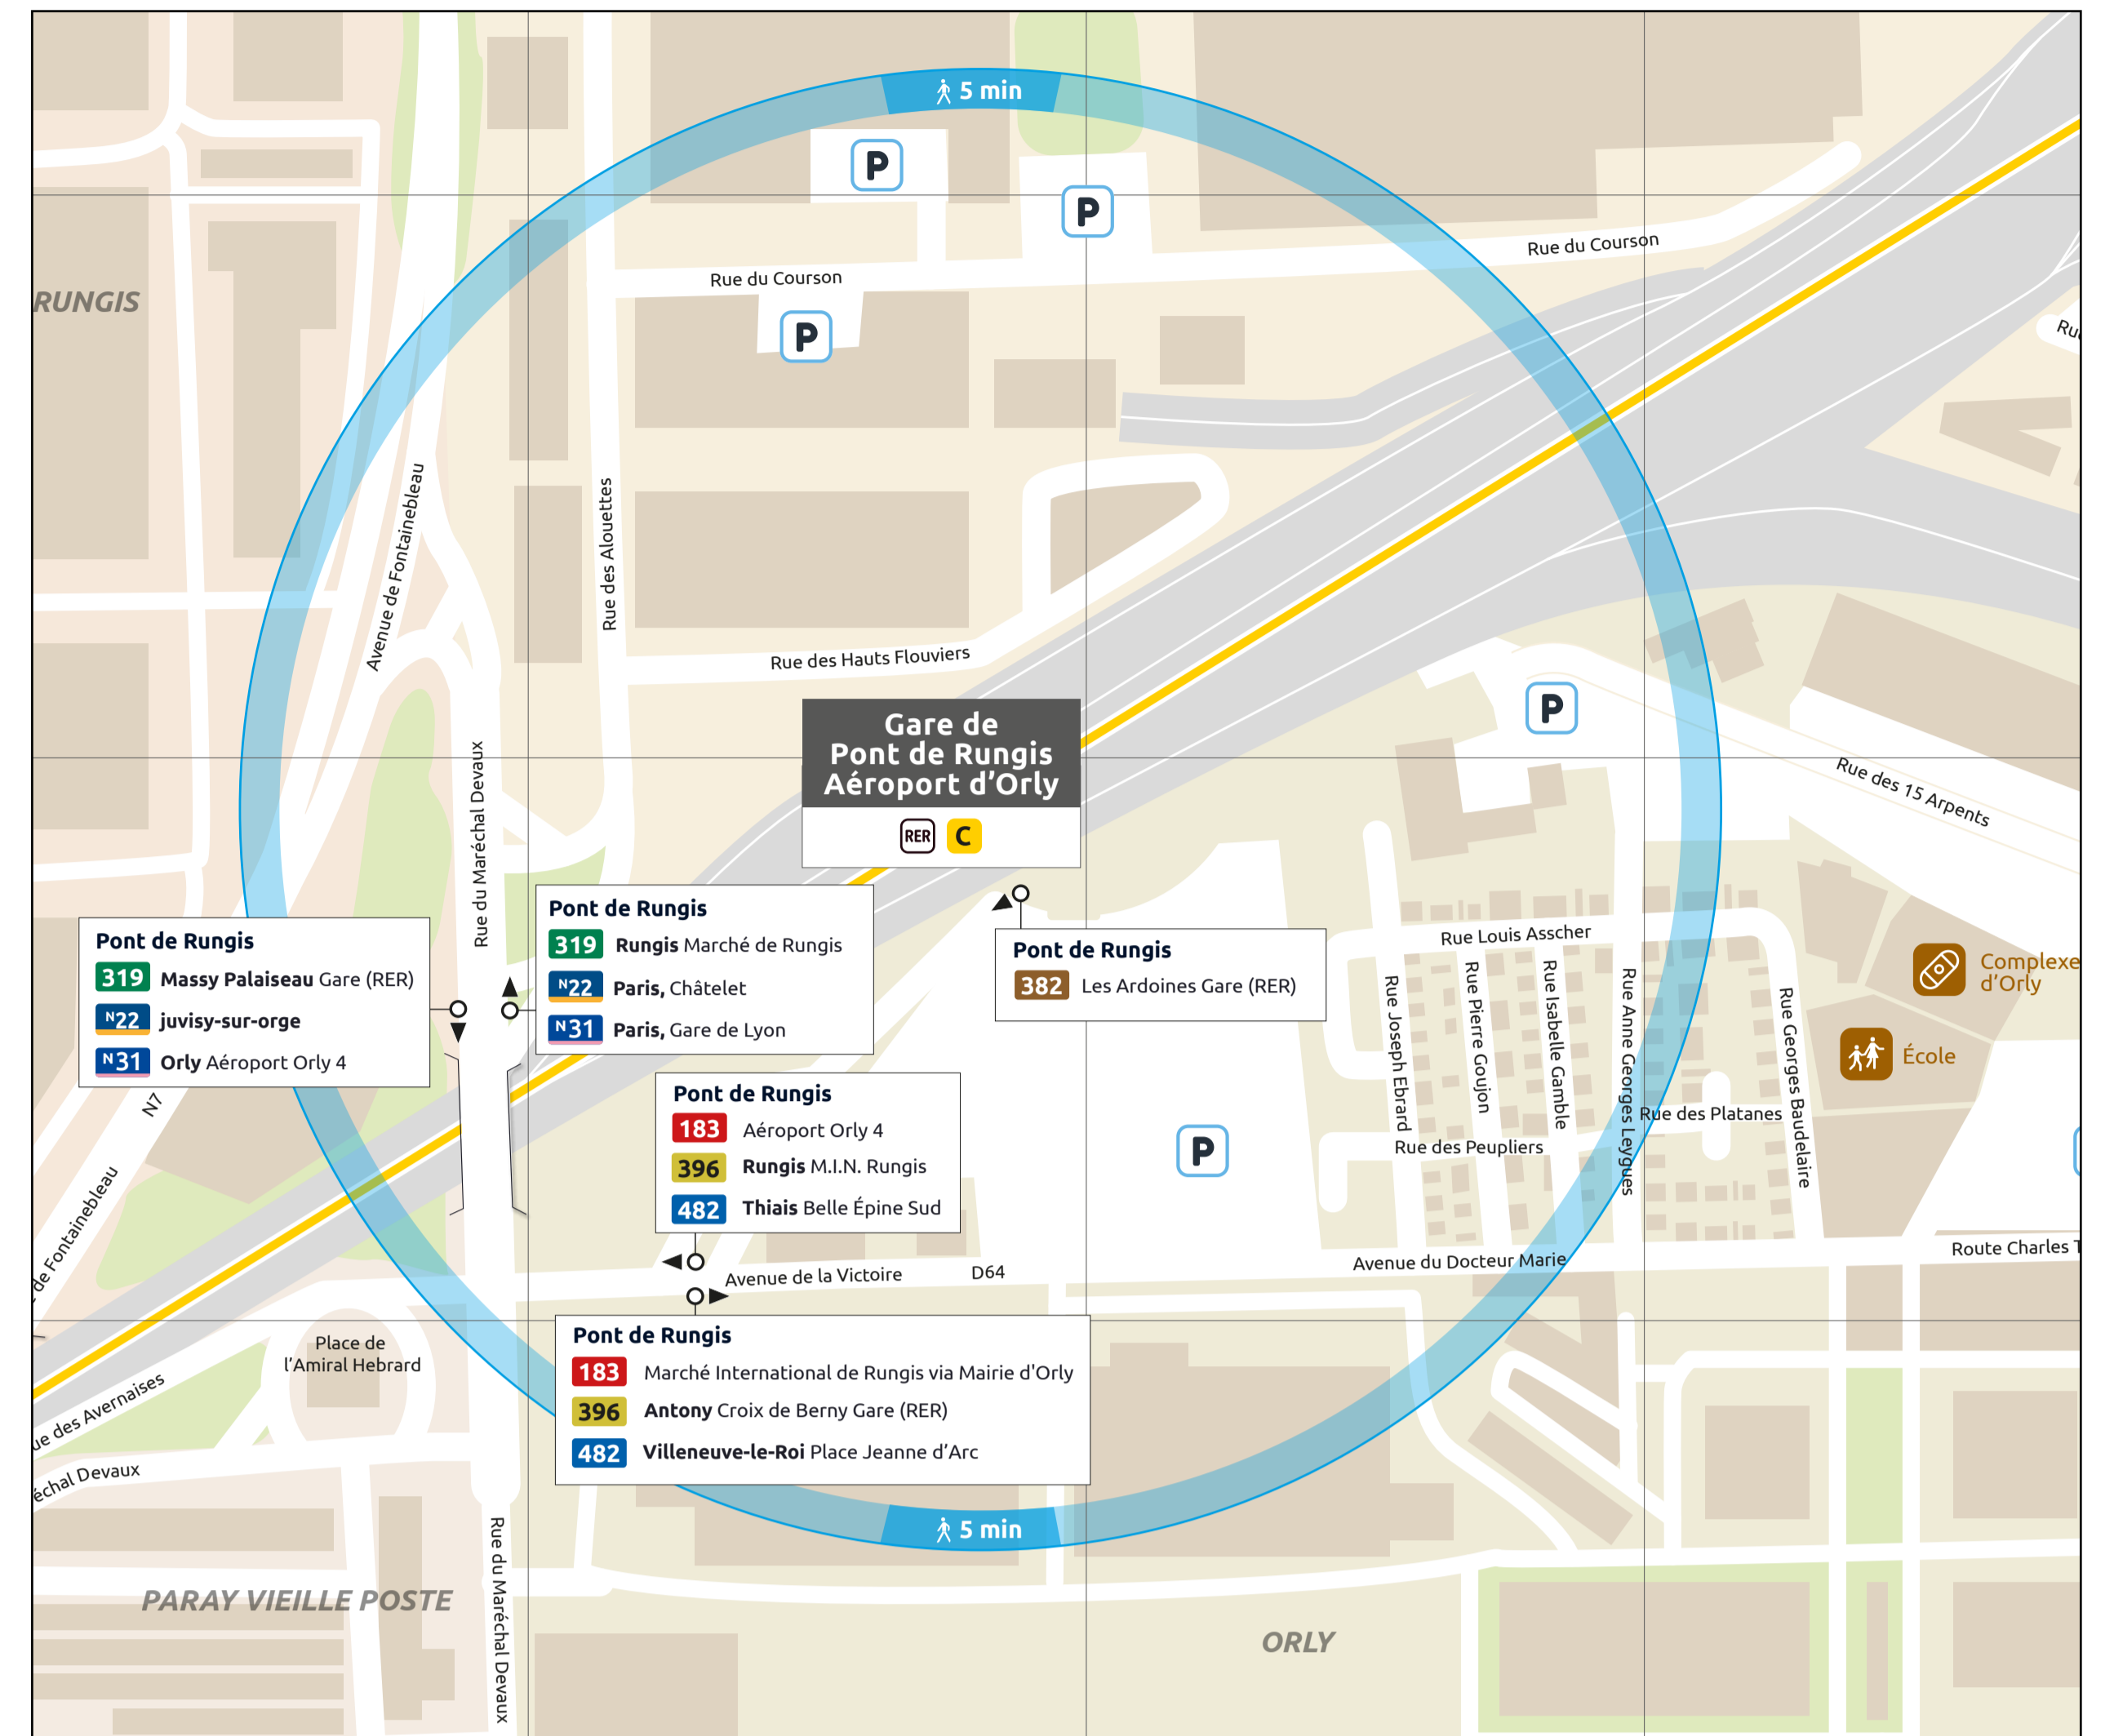 5 min
P
P
Rue du Courson
Rue du Courson
RUNGIS
P
Avenue de Fontainebleau
Rue des Alouettes
Rue des Hauts Flouviers
Gare de
Pont de Rungis
Aéroport d'Orly
RER C
P
Rue des 15 Arpents
Rue du Maréchal Devaux
Pont de Rungis
319 Massy Palaiseau Gare (RER)
N22 juvisy-sur-orge
N31 Orly Aéroport Orly 4
Pont de Rungis
319 Rungis Marché de Rungis
N22 Paris, Châtelet
N31 Paris, Gare de Lyon
Pont de Rungis
382 Les Ardoines Gare (RER)
Rue Louis Asscher
Rue Joseph Ebrard
Rue Pierre Goujon
Rue Isabelle Gamble
Rue Anne Georges Leygues
Rue Georges Baudelaire
Complexe
d'Orly
École
Rue des Platanes
Rue des Peupliers
N7
de Fontainebleau
Pont de Rungis
183 Aéroport Orly 4
396 Rungis M.I.N. Rungis
482 Thiais Belle Épine Sud
P
Avenue de la Victoire
D64
Avenue du Docteur Marie
Route Charles T
Place de
l'Amiral Hebrard
Pont de Rungis
183 Marché International de Rungis via Mairie d'Orly
396 Antony Croix de Berny Gare (RER)
482 Villeneuve-le-Roi Place Jeanne d'Arc
ue des Avernaises
échal Devaux
5 min
Rue du Maréchal Devaux
PARAY VIEILLE POSTE
ORLY